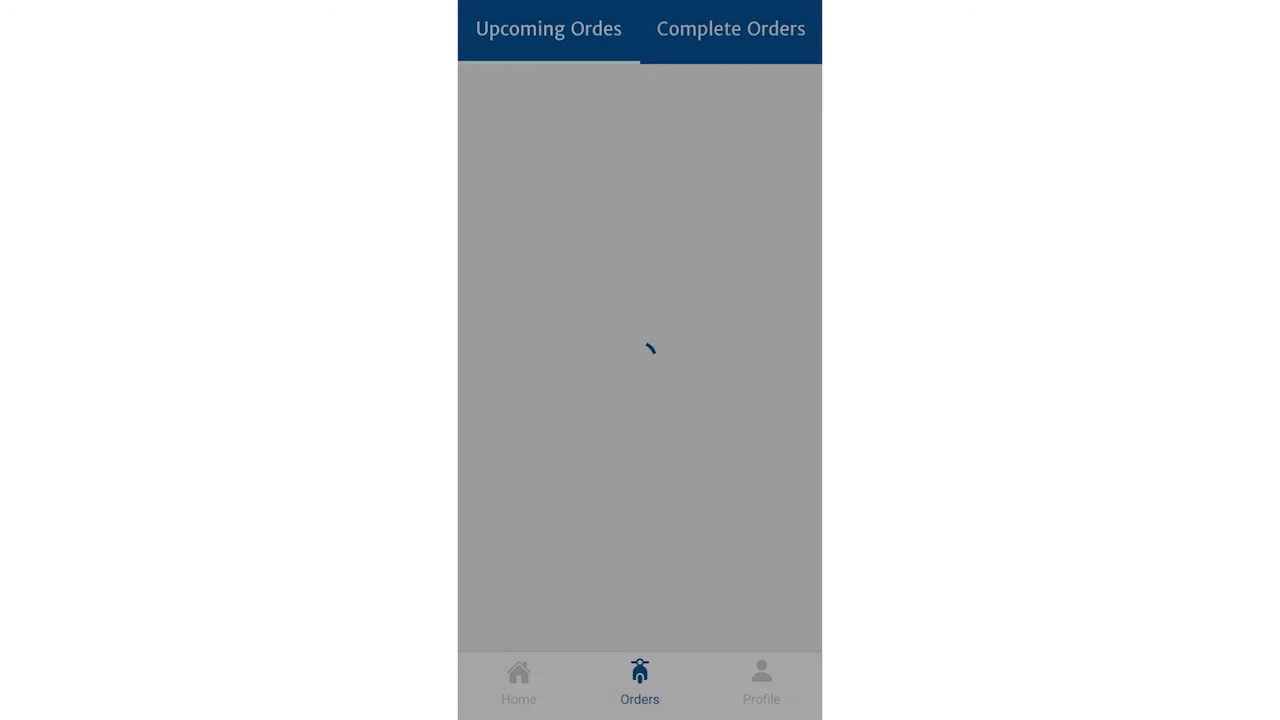 Upcoming Ordes
Complete Orders
Home
Orders
Profile